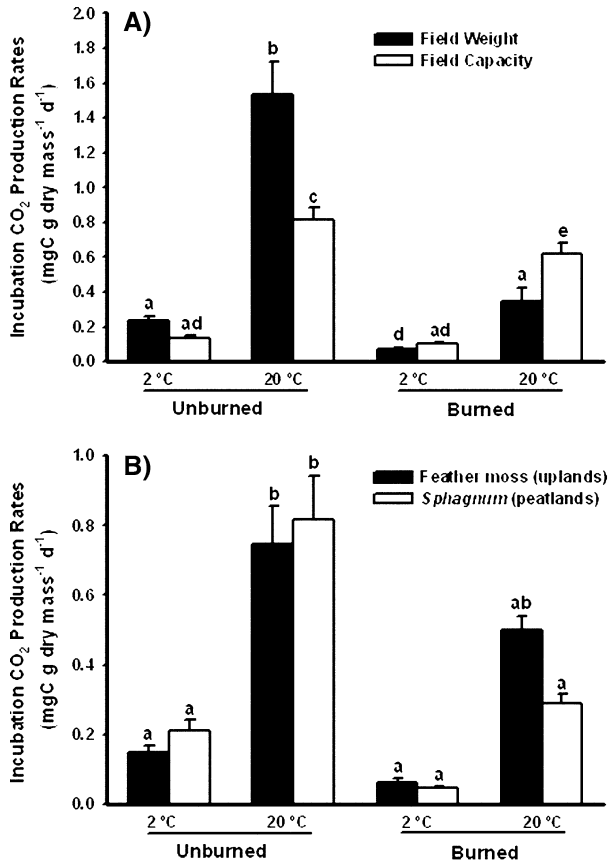 A)
Field Weight
Field Capacity
Incubation CO2 Production Rates
(mgC g dry mass-1 d-1)
2.0
1.8
1.6
1.4
1.2
1.0
0.8
0.6
0.4
0.2
0.0
a
ad
b
c
d
ad
a
e
2 °C
20 °C
2 °C
20 °C
Unburned
Burned
B)
Feather moss (uplands)
Sphagnum (peatlands)
Incubation CO2 Production Rates
(mgC g dry mass-1 d-1)
1.0
0.8
0.6
0.4
0.2
0.0
a
a
b
b
a
a
ab
a
2 °C
20 °C
2 °C
20 °C
Unburned
Burned